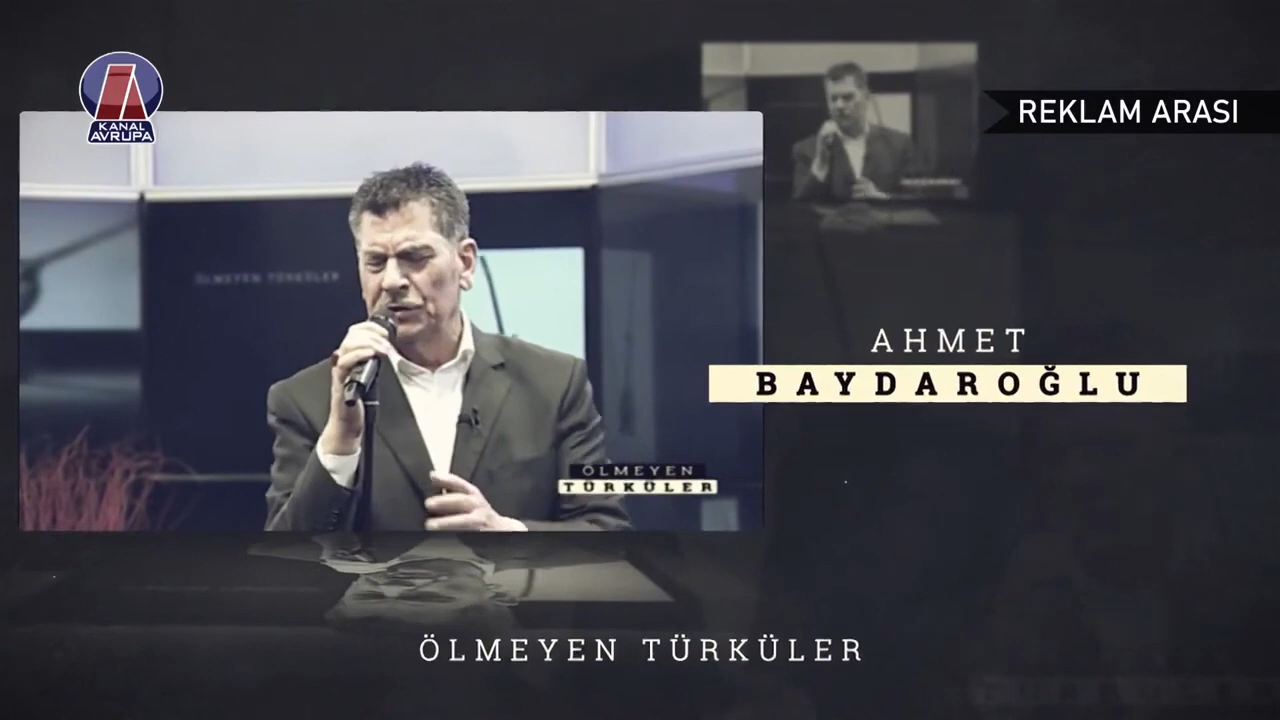 KANAL
AVRUPA
REKLAM ARASI
ÖLMEYEN TÜRKÜLER
AHMET
BAYDAROĞLU
ÖLMEYEN
TÜRKÜLER
ÖLMEYEN TÜRKÜLER